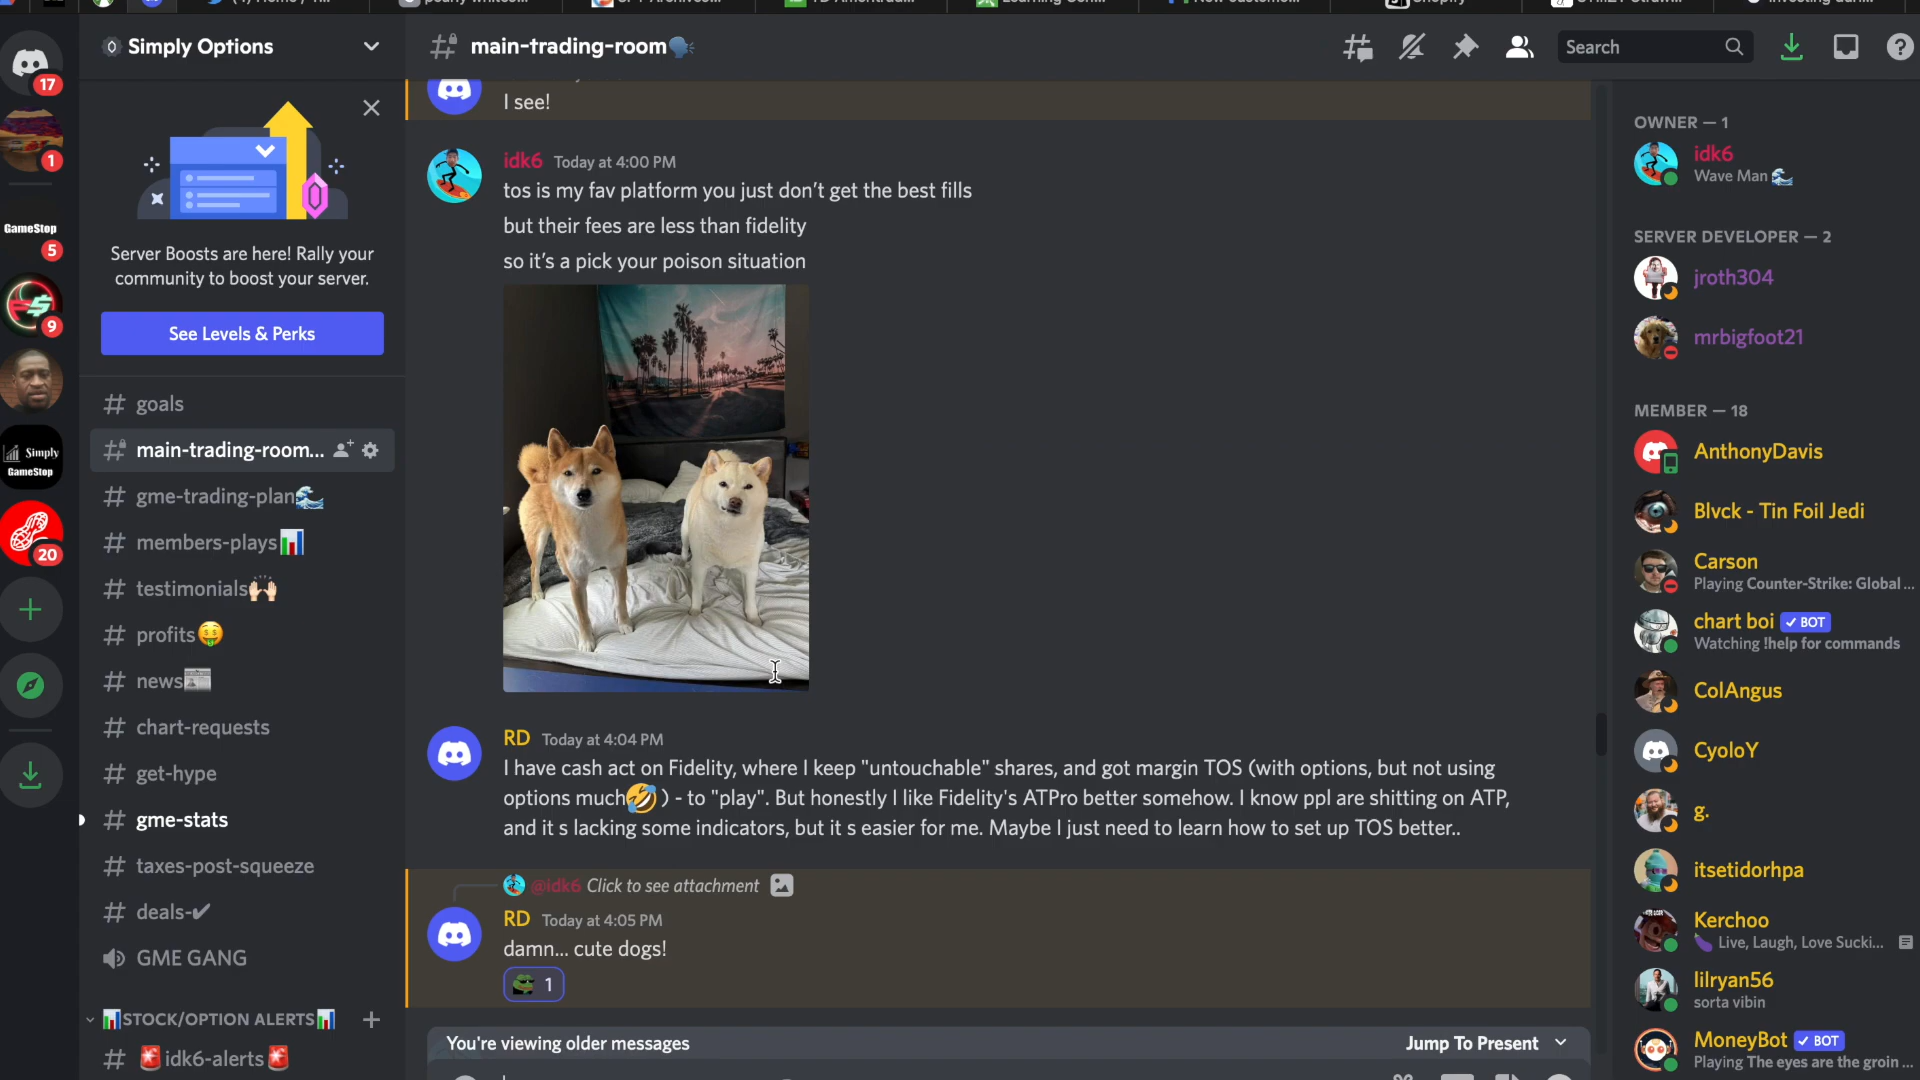 Simply Options
main-trading-room🗣
Search
17
1
GameStop
5
9
Simply
GameStop
20
Server Boosts are here! Rally your
community to boost your server.
See Levels & Perks
goals
main-trading-room...
gme-trading-plan🌊
members-plays📊
testimonials🙌🏻
profits🤑
news📰
chart-requests
get-hype
gme-stats
taxes-post-squeeze
deals-✔
GME GANG
📊STOCK/OPTION ALERTS📊
🚨idk6-alerts🚨
I see!
idk6 Today at 4:00 PM
tos is my fav platform you just don’t get the best fills
but their fees are less than fidelity
so it’s a pick your poison situation
RD Today at 4:04 PM
I have cash act on Fidelity, where I keep "untouchable" shares, and got margin TOS (with options, but not using
options much🤣 ) - to "play". But honestly I like Fidelity's ATPro better somehow. I know ppl are shitting on ATP,
and it s lacking some indicators, but it s easier for me. Maybe I just need to learn how to set up TOS better..
@idk6 Click to see attachment
RD Today at 4:05 PM
damn... cute dogs!
1
You're viewing older messages
Jump To Present
OWNER — 1
idk6
Wave Man 🌊
SERVER DEVELOPER — 2
jroth304
mrbigfoot21
MEMBER — 18
AnthonyDavis
Blvck - Tin Foil Jedi
Carson
Playing Counter-Strike: Global ...
chart boi ✓ BOT
Watching !help for commands
ColAngus
CyoloY
g.
itsetidorhpa
Kerchoo
🍆 Live, Laugh, Love Sucki...
lilryan56
sorta vibin
MoneyBot ✓ BOT
Playing The eyes are the groin ...